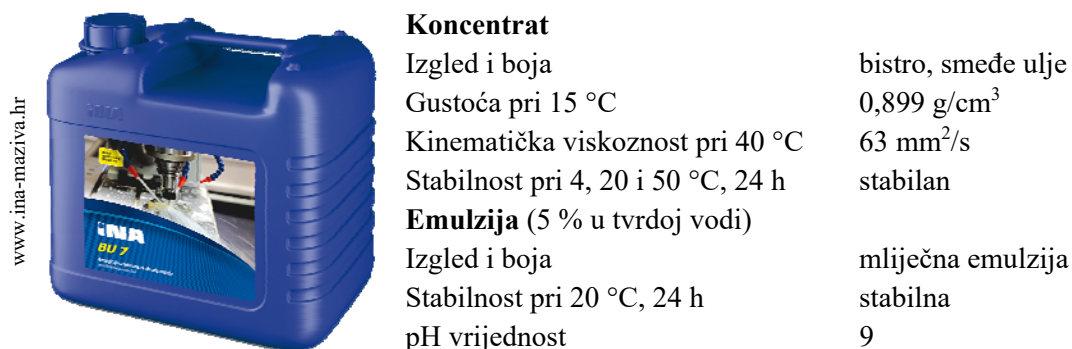 www.ina-maziva.hr
INA
BU 7
Koncentrat
Izgled i boja bistro, smeđe ulje
Gustoća pri 15 °C 0,899 g/cm³
Kinematička viskoznost pri 40 °C 63 mm²/s
Stabilnost pri 4, 20 i 50 °C, 24 h stabilan
Emulzija (5 % u tvrdoj vodi)
Izgled i boja mliječna emulzija
Stabilnost pri 20 °C, 24 h stabilna
pH vrijednost 9